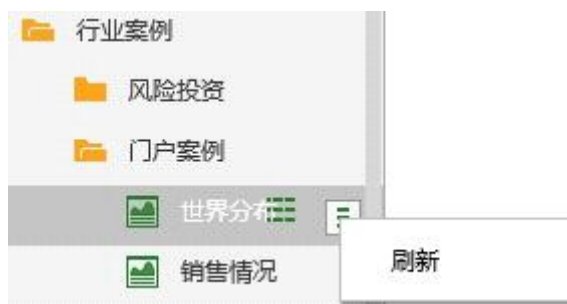 行业案例
风险投资
门户案例
世界分布
销售情况
刷新